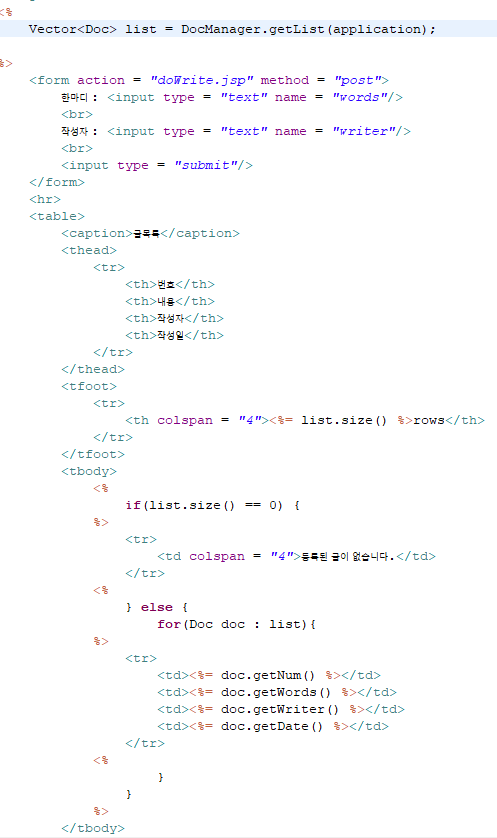 <%
Vector<Doc> list = DocManager.getList(application);
%>
<form action = "doWrite.jsp" method = "post">
한마디 : <input type = "text" name = "words"/>
<br>
작성자 : <input type = "text" name = "writer"/>
<br>
<input type = "submit"/>
</form>
<hr>
<table>
<caption>글목록</caption>
<thead>
<tr>
<th>번호</th>
<th>내용</th>
<th>작성자</th>
<th>작성일</th>
</tr>
</thead>
<tfoot>
<tr>
<th colspan = "4"><%= list.size() %>rows</th>
</tr>
</tfoot>
<tbody>
<%
if(list.size() == 0) {
%>
<tr>
<td colspan = "4">등록된 글이 없습니다.</td>
</tr>
<%
} else {
for(Doc doc : list){
%>
<tr>
<td><%= doc.getNum() %></td>
<td><%= doc.getWords() %></td>
<td><%= doc.getWriter() %></td>
<td><%= doc.getDate() %></td>
</tr>
<%
}
}
%>
</tbody>